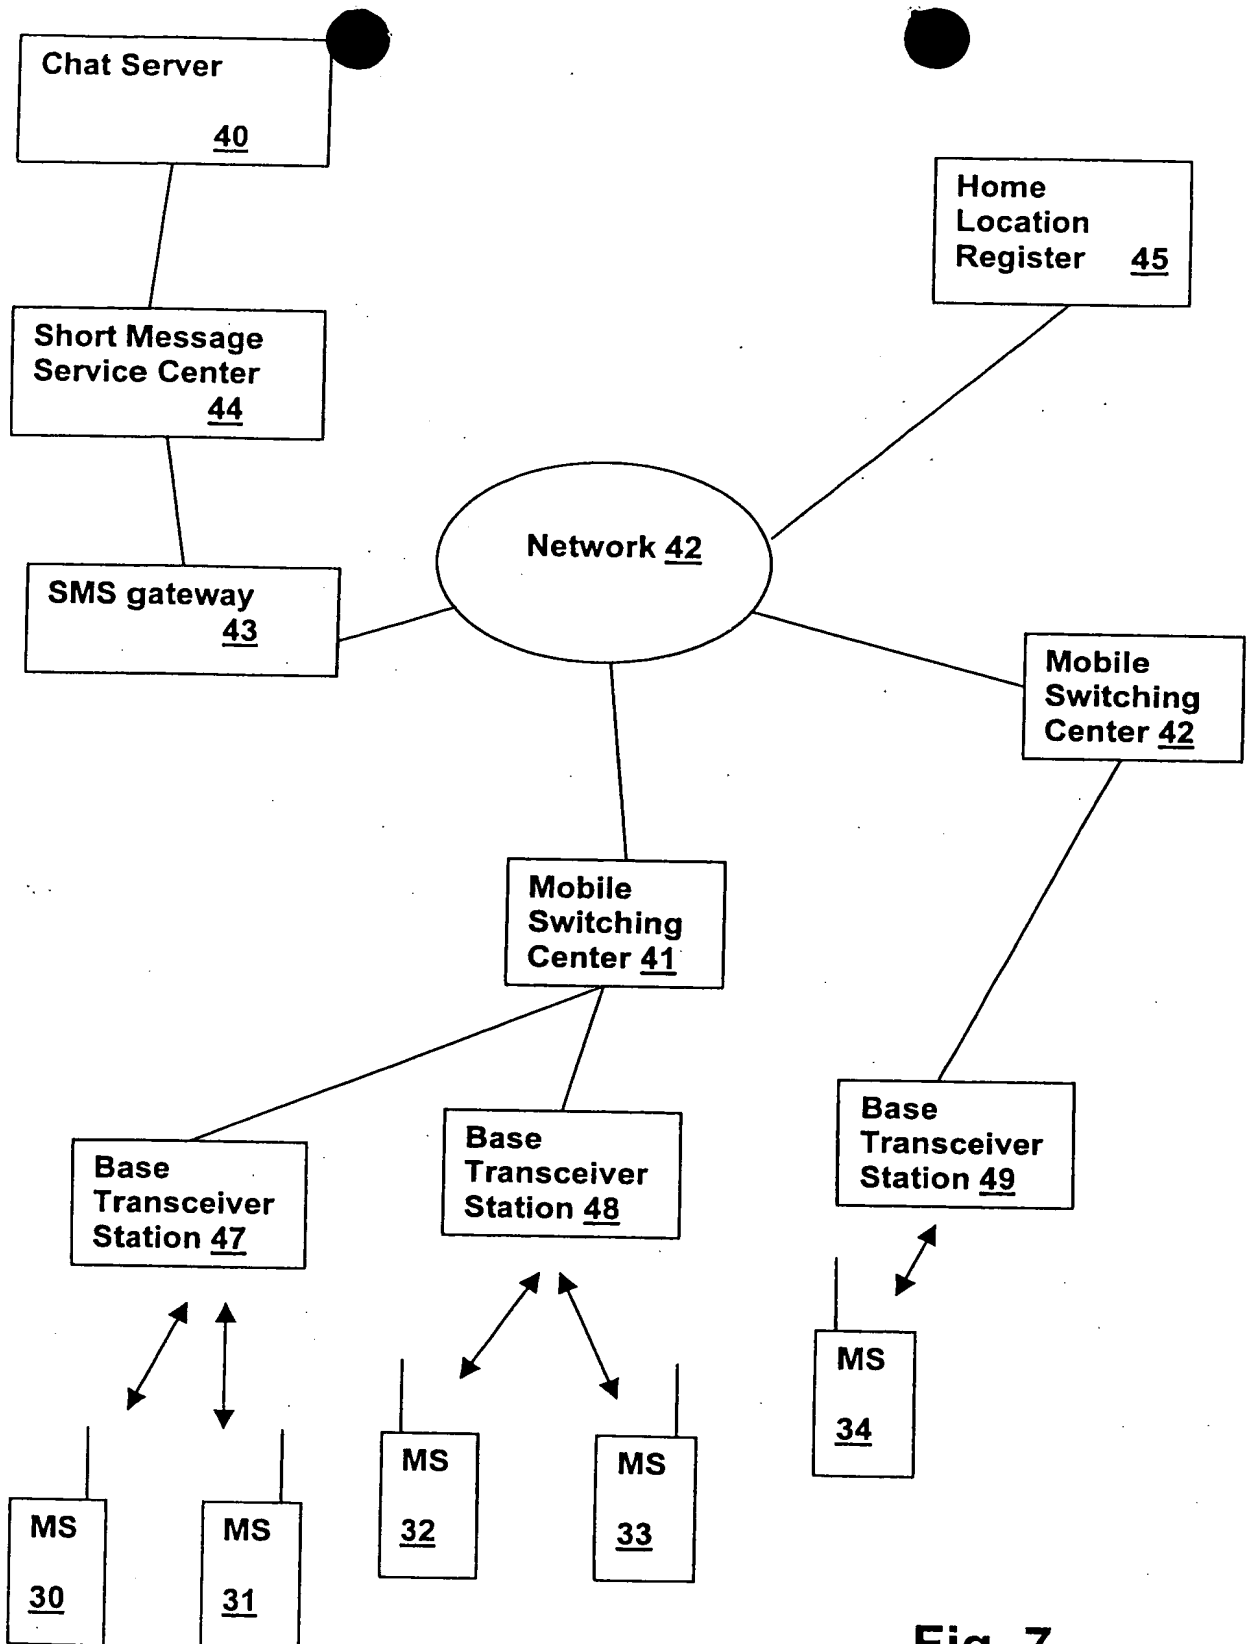 Chat Server
40
Home
Location
Register 45
Short Message
Service Center
44
Network 42
SMS gateway
43
Mobile
Switching
Center 42
Mobile
Switching
Center 41
Base
Transceiver
Station 47
Base
Transceiver
Station 48
Base
Transceiver
Station 49
MS
30
MS
31
MS
32
MS
33
MS
34
Fig. 7